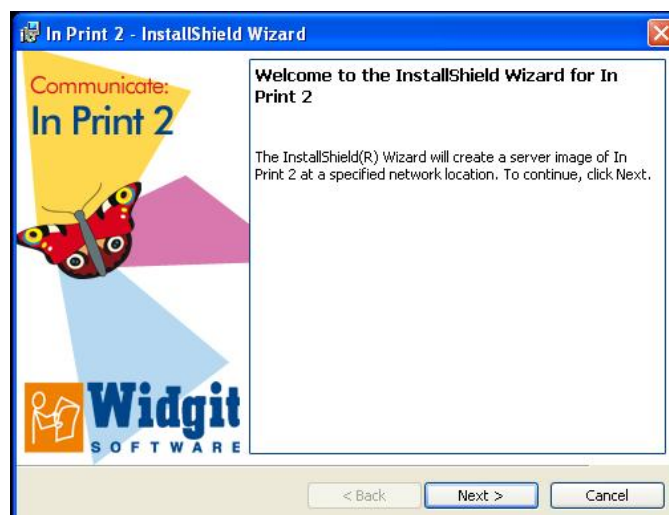 In Print 2 - InstallShield Wizard
Communicate:
In Print 2
Widgit
SOFTWARE
Welcome to the InstallShield Wizard for In
Print 2
The InstallShield(R) Wizard will create a server image of In
Print 2 at a specified network location. To continue, click Next.
< Back
Next >
Cancel